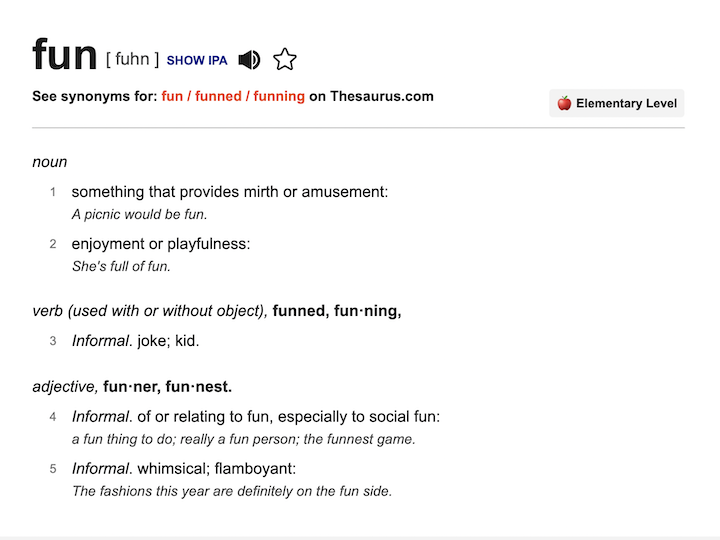 fun [ fuhn ] SHOW IPA
See synonyms for: fun / funned / funning on Thesaurus.com
Elementary Level
noun
1 something that provides mirth or amusement:
A picnic would be fun.
2 enjoyment or playfulness:
She's full of fun.
verb (used with or without object), funned, fun·ning,
3 Informal. joke; kid.
adjective, fun·ner, fun·nest.
4 Informal. of or relating to fun, especially to social fun:
a fun thing to do; really a fun person; the funnest game.
5 Informal. whimsical; flamboyant:
The fashions this year are definitely on the fun side.